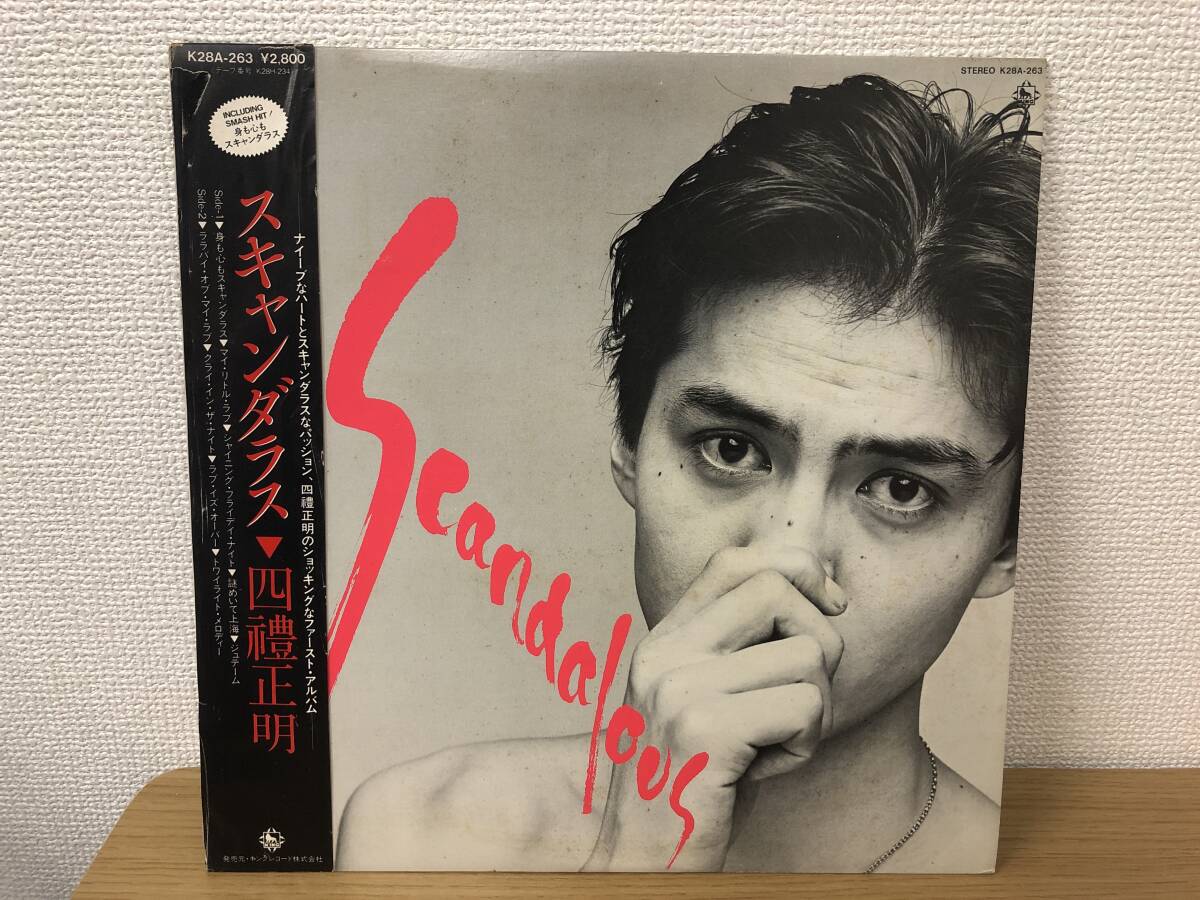 K28A-263 ¥2,800
テープ番号 K28H-234
INCLUDING
SMASH HIT!
身も心も
スキャンダラス
ナイーブなハートとスキャンダラスなパッション、四禮正明のショッキングなファースト・アルバム
スキャンダラス▼四禮正明
Side-1▼身も心もスキャンダラス▼マイ・リトル・ラブ▼シャイニング・フライデイ・ナイト▼謎めいて上海▼ジュテーム
Side-2▼ララバイ・オブ・マイ・ラブ▼クライ・イン・ザ・ナイト▼ラブ・イズ・オーバー▼トワイライト・メロディー
KING
発売元・キングレコード株式会社
STEREO K28A-263
KING
Scandalous